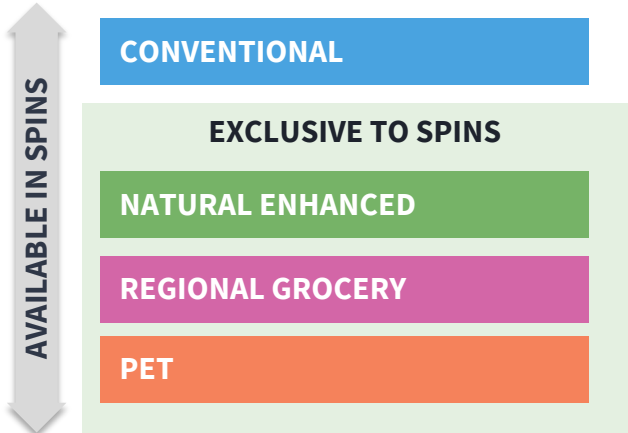 AVAILABLE IN SPINS
CONVENTIONAL
EXCLUSIVE TO SPINS
NATURAL ENHANCED
REGIONAL GROCERY
PET